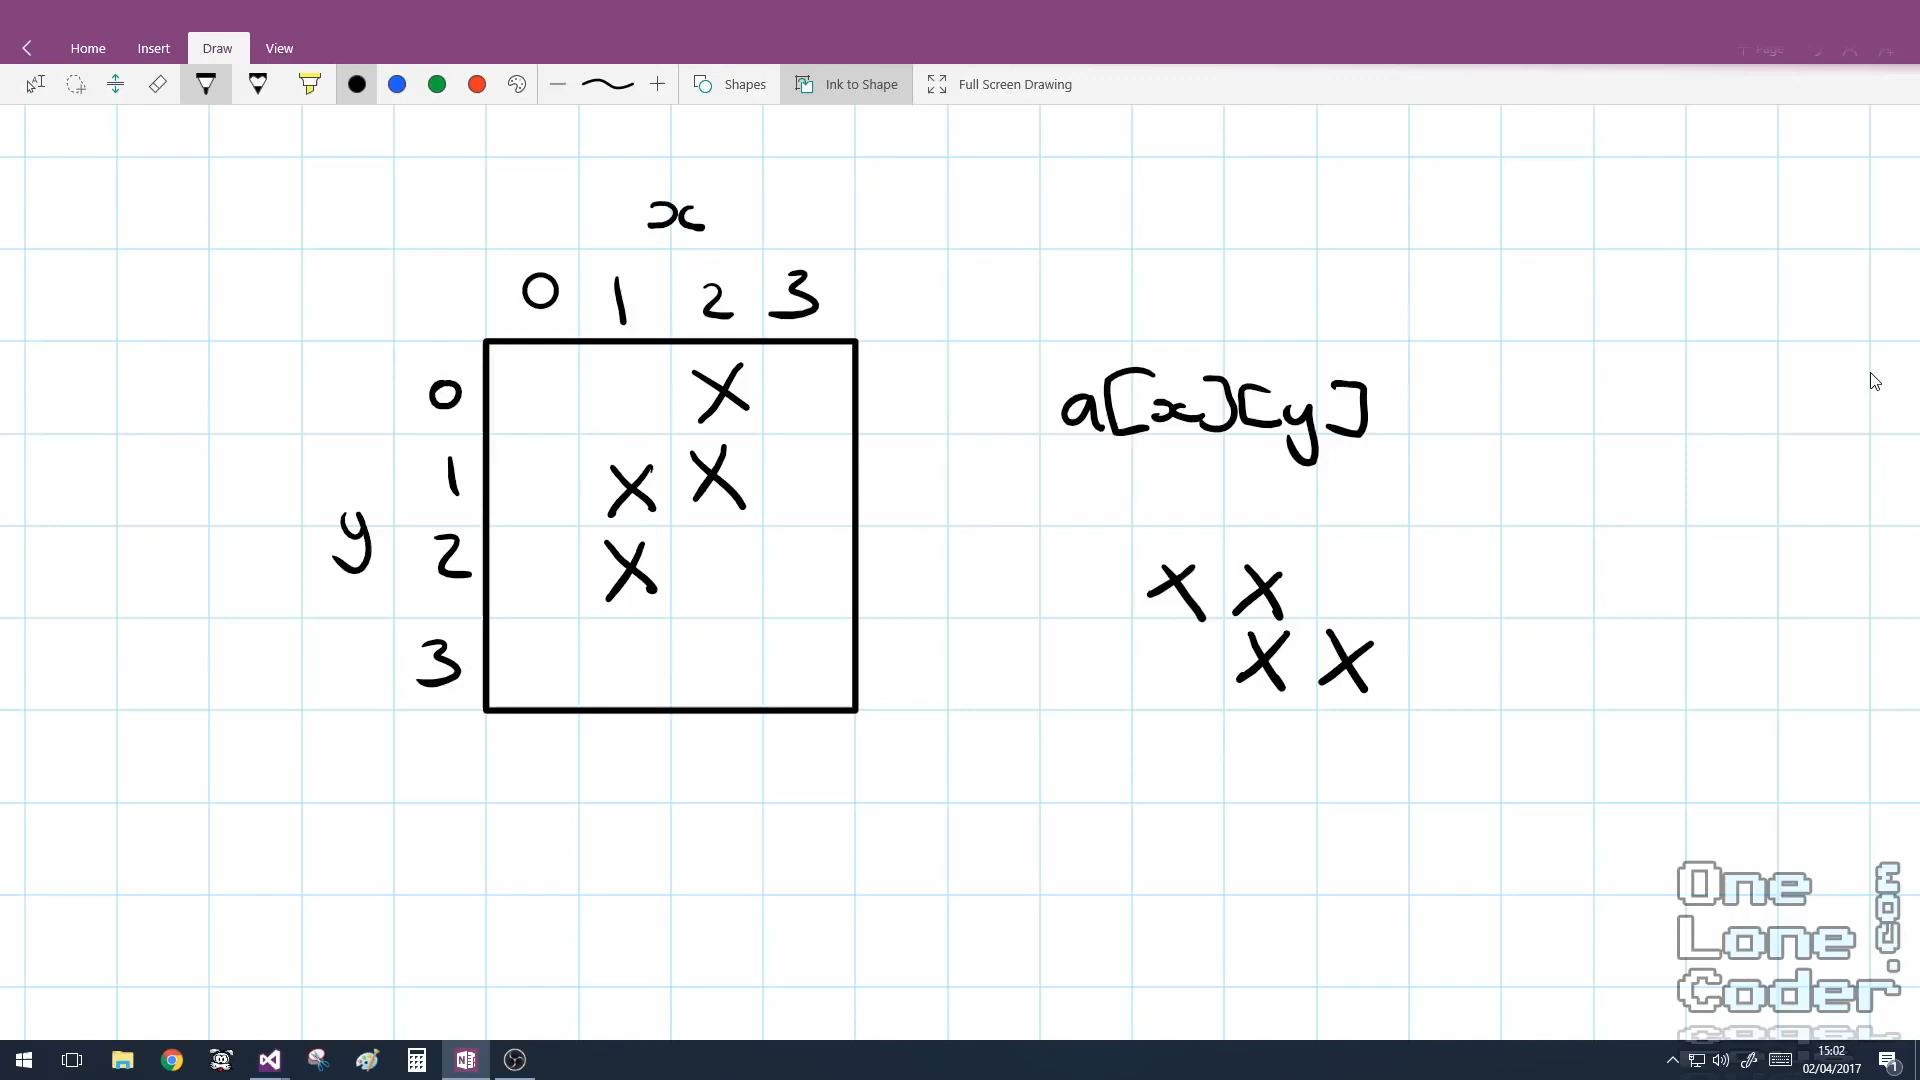 Home Insert Draw View
Shapes Ink to Shape Full Screen Drawing
x
0 1 2 3
0 X
1 X X
y
2 X
3
a[x][y]
X X
X X
One
Lone
Coder
.com
15:02
02/04/2017